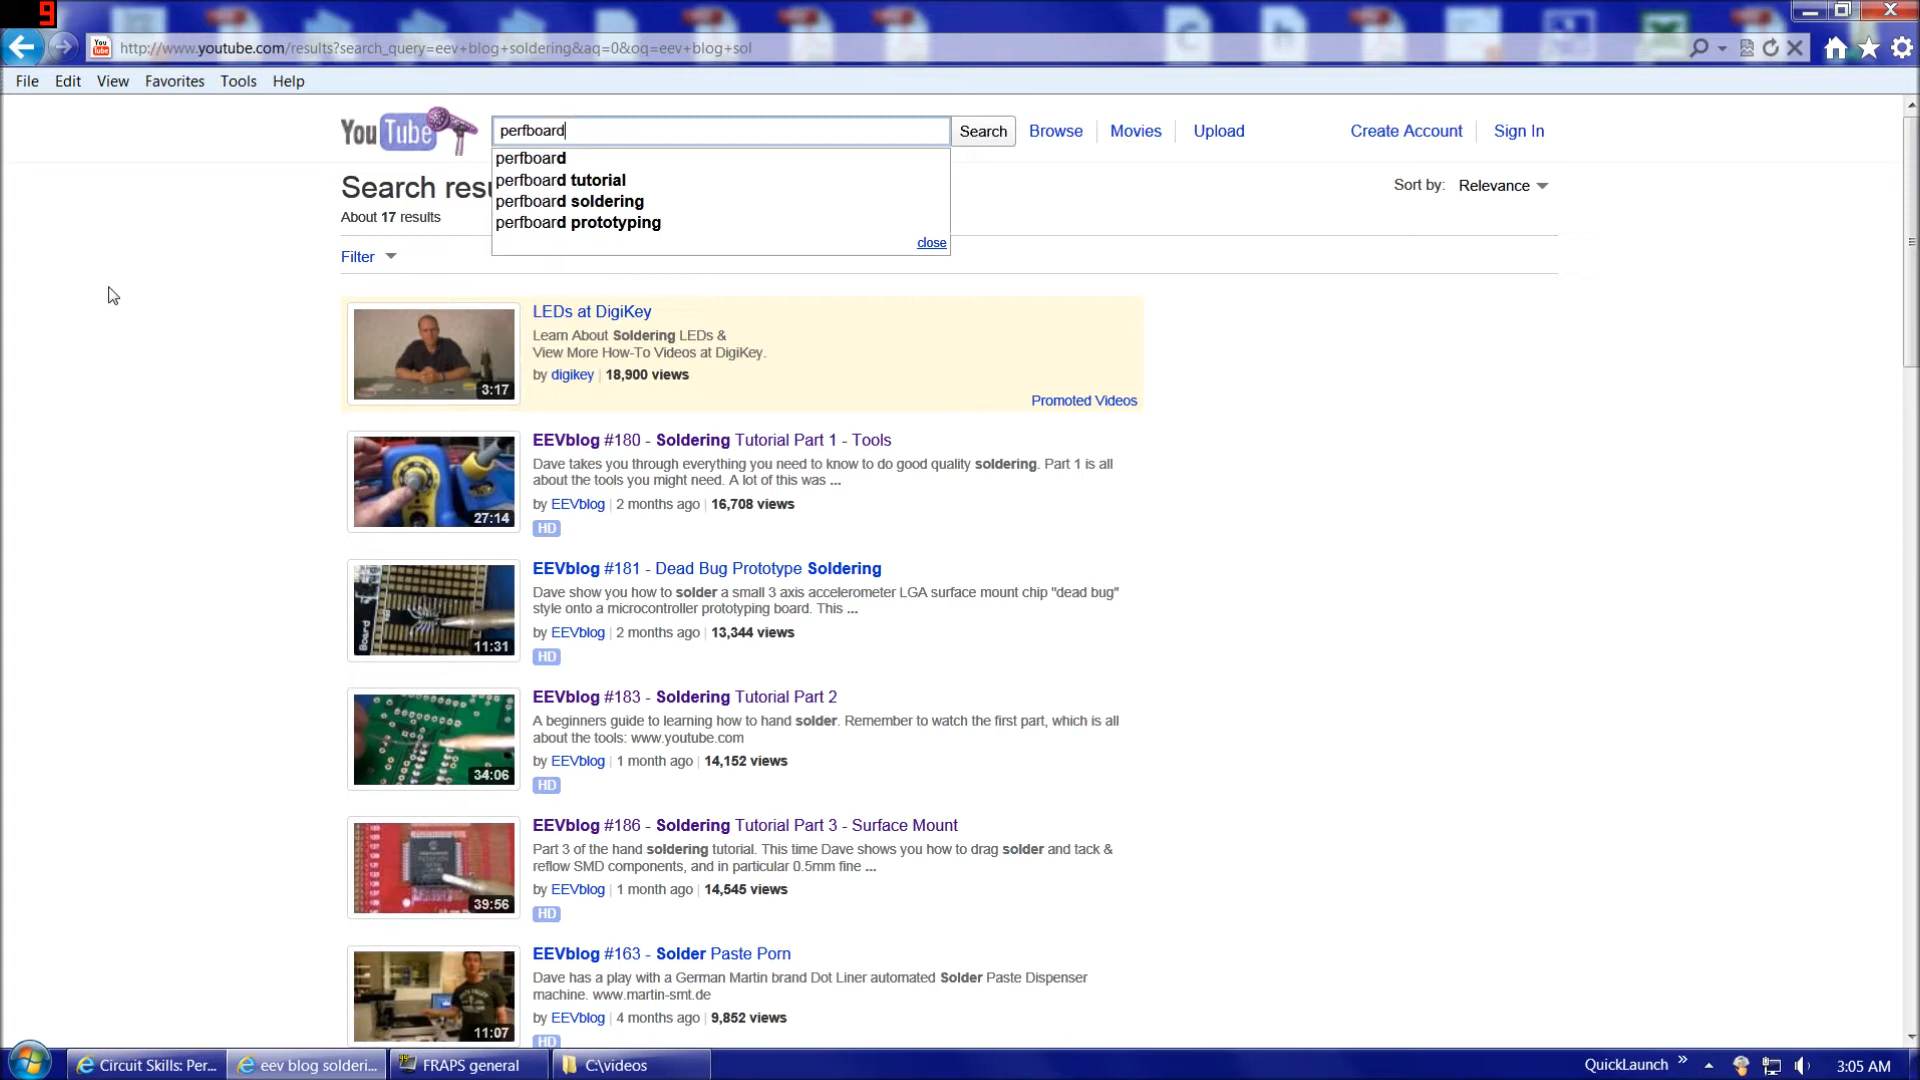 9
http://www.youtube.com/results?search_query=eev+blog+soldering&aq=0&oq=eev+blog+sol
File Edit View Favorites Tools Help
YouTube
perfboard
Search
Browse
Movies
Upload
Create Account
Sign In
perfboard
perfboard tutorial
perfboard soldering
perfboard prototyping
close
Search resu
About 17 results
Sort by: Relevance
Filter
LEDs at DigiKey
Learn About Soldering LEDs &
View More How-To Videos at DigiKey.
by digikey | 18,900 views
3:17
Promoted Videos
EEVblog #180 - Soldering Tutorial Part 1 - Tools
Dave takes you through everything you need to know to do good quality soldering. Part 1 is all
about the tools you might need. A lot of this was ...
by EEVblog | 2 months ago | 16,708 views
27:14
HD
EEVblog #181 - Dead Bug Prototype Soldering
Dave show you how to solder a small 3 axis accelerometer LGA surface mount chip "dead bug"
style onto a microcontroller prototyping board. This ...
by EEVblog | 2 months ago | 13,344 views
Board
11:31
HD
EEVblog #183 - Soldering Tutorial Part 2
A beginners guide to learning how to hand solder. Remember to watch the first part, which is all
about the tools: www.youtube.com
by EEVblog | 1 month ago | 14,152 views
34:06
HD
EEVblog #186 - Soldering Tutorial Part 3 - Surface Mount
Part 3 of the hand soldering tutorial. This time Dave shows you how to drag solder and tack &
reflow SMD components, and in particular 0.5mm fine ...
by EEVblog | 1 month ago | 14,545 views
39:56
HD
EEVblog #163 - Solder Paste Porn
Dave has a play with a German Martin brand Dot Liner automated Solder Paste Dispenser
machine. www.martin-smt.de
by EEVblog | 4 months ago | 9,852 views
11:07
HD
Circuit Skills: Per...
eev blog solderi...
FRAPS general
C:\videos
QuickLaunch
3:05 AM